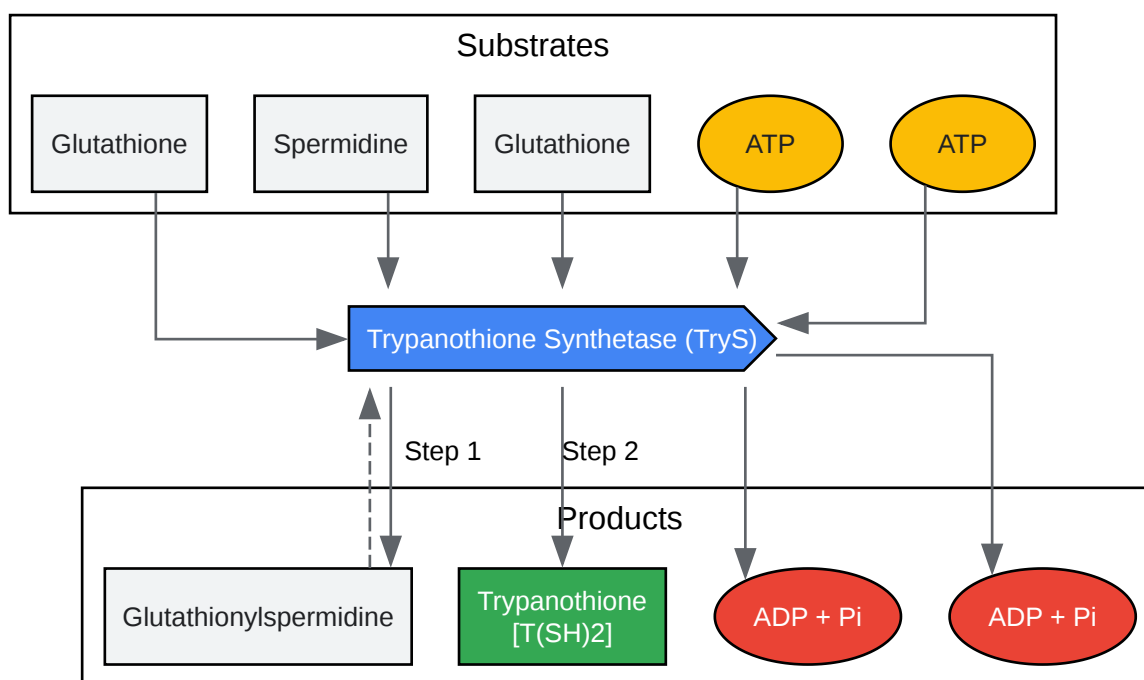 Substrates
Glutathione
Spermidine
Glutathione
ATP
ATP
Trypanothione Synthetase (TryS)
Step 1
Step 2
Products
Glutathionylspermidine
Trypanothione
[T(SH)2]
ADP + Pi
ADP + Pi